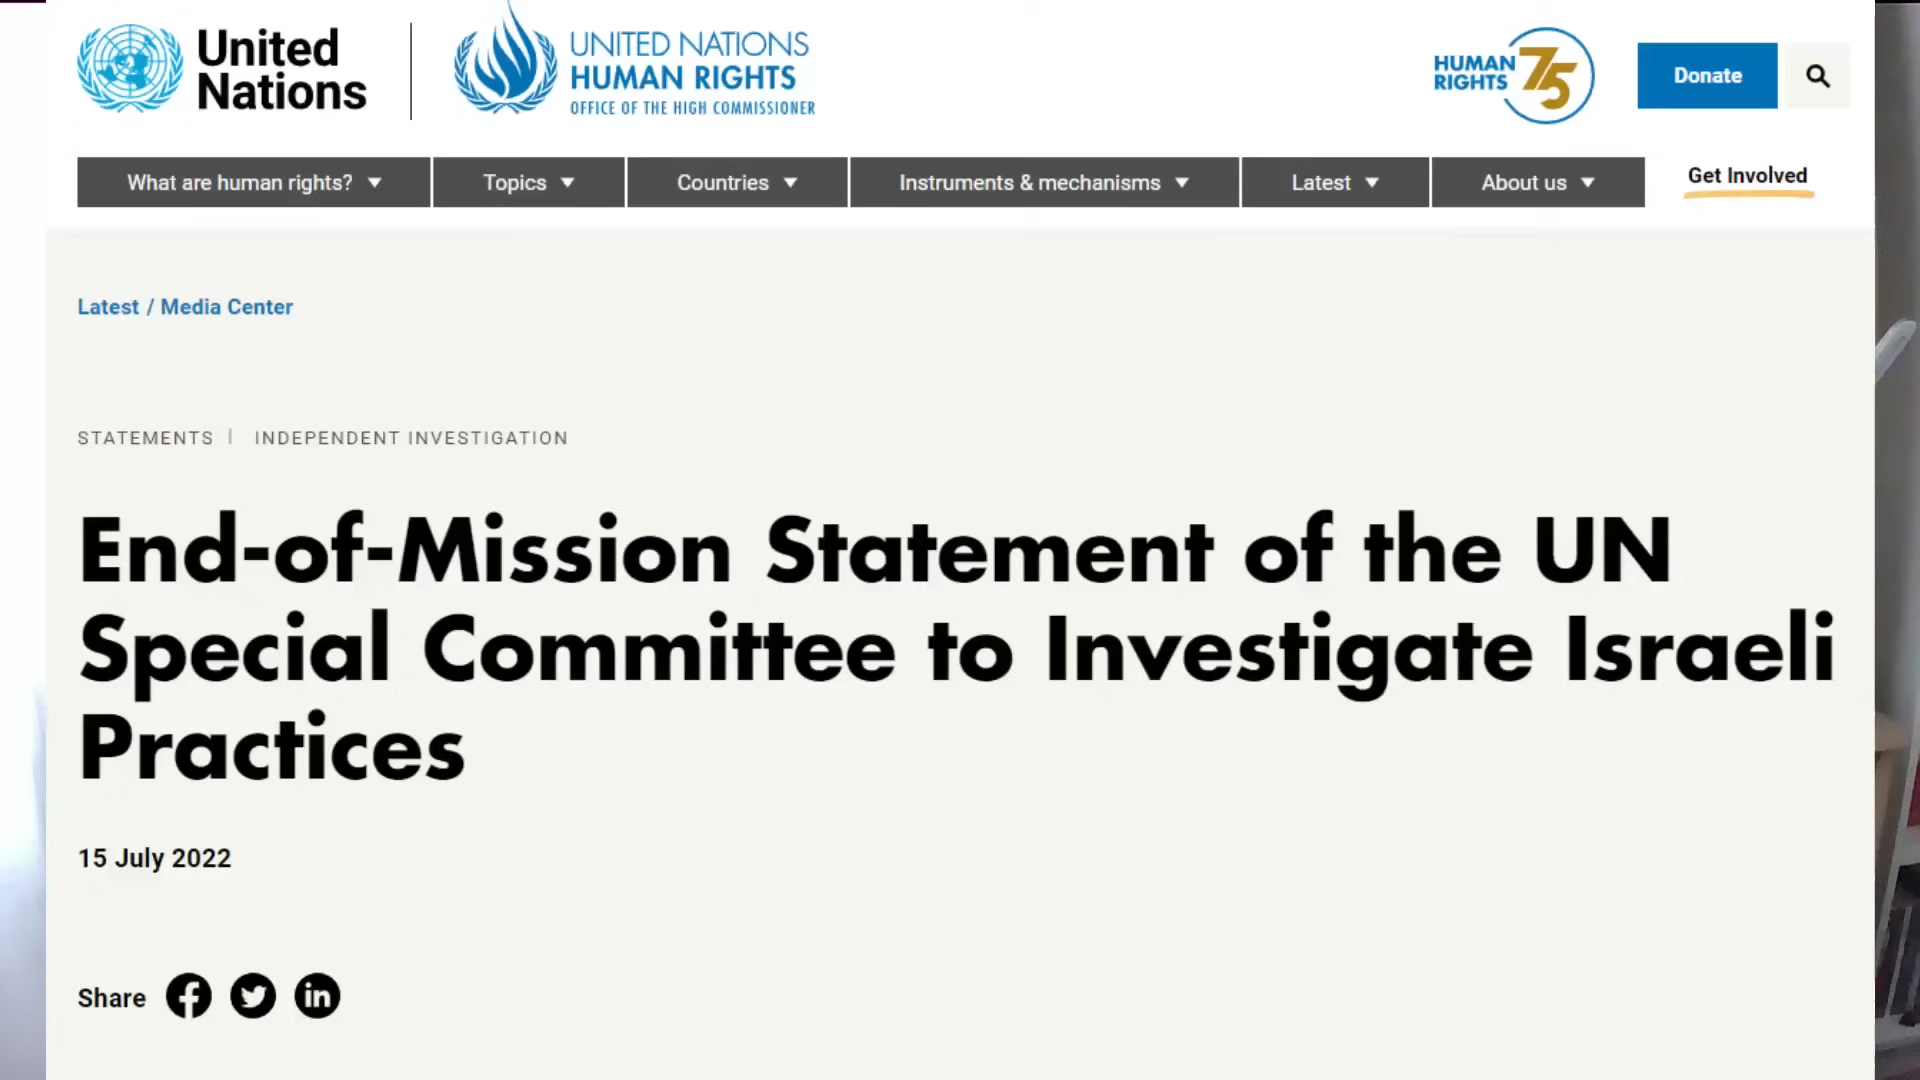 United
Nations
UNITED NATIONS
HUMAN RIGHTS
OFFICE OF THE HIGH COMMISSIONER
HUMAN
RIGHTS 75
Donate
What are human rights?
Topics
Countries
Instruments & mechanisms
Latest
About us
Get Involved
Latest / Media Center
STATEMENTS | INDEPENDENT INVESTIGATION
End-of-Mission Statement of the UN
Special Committee to Investigate Israeli
Practices
15 July 2022
Share